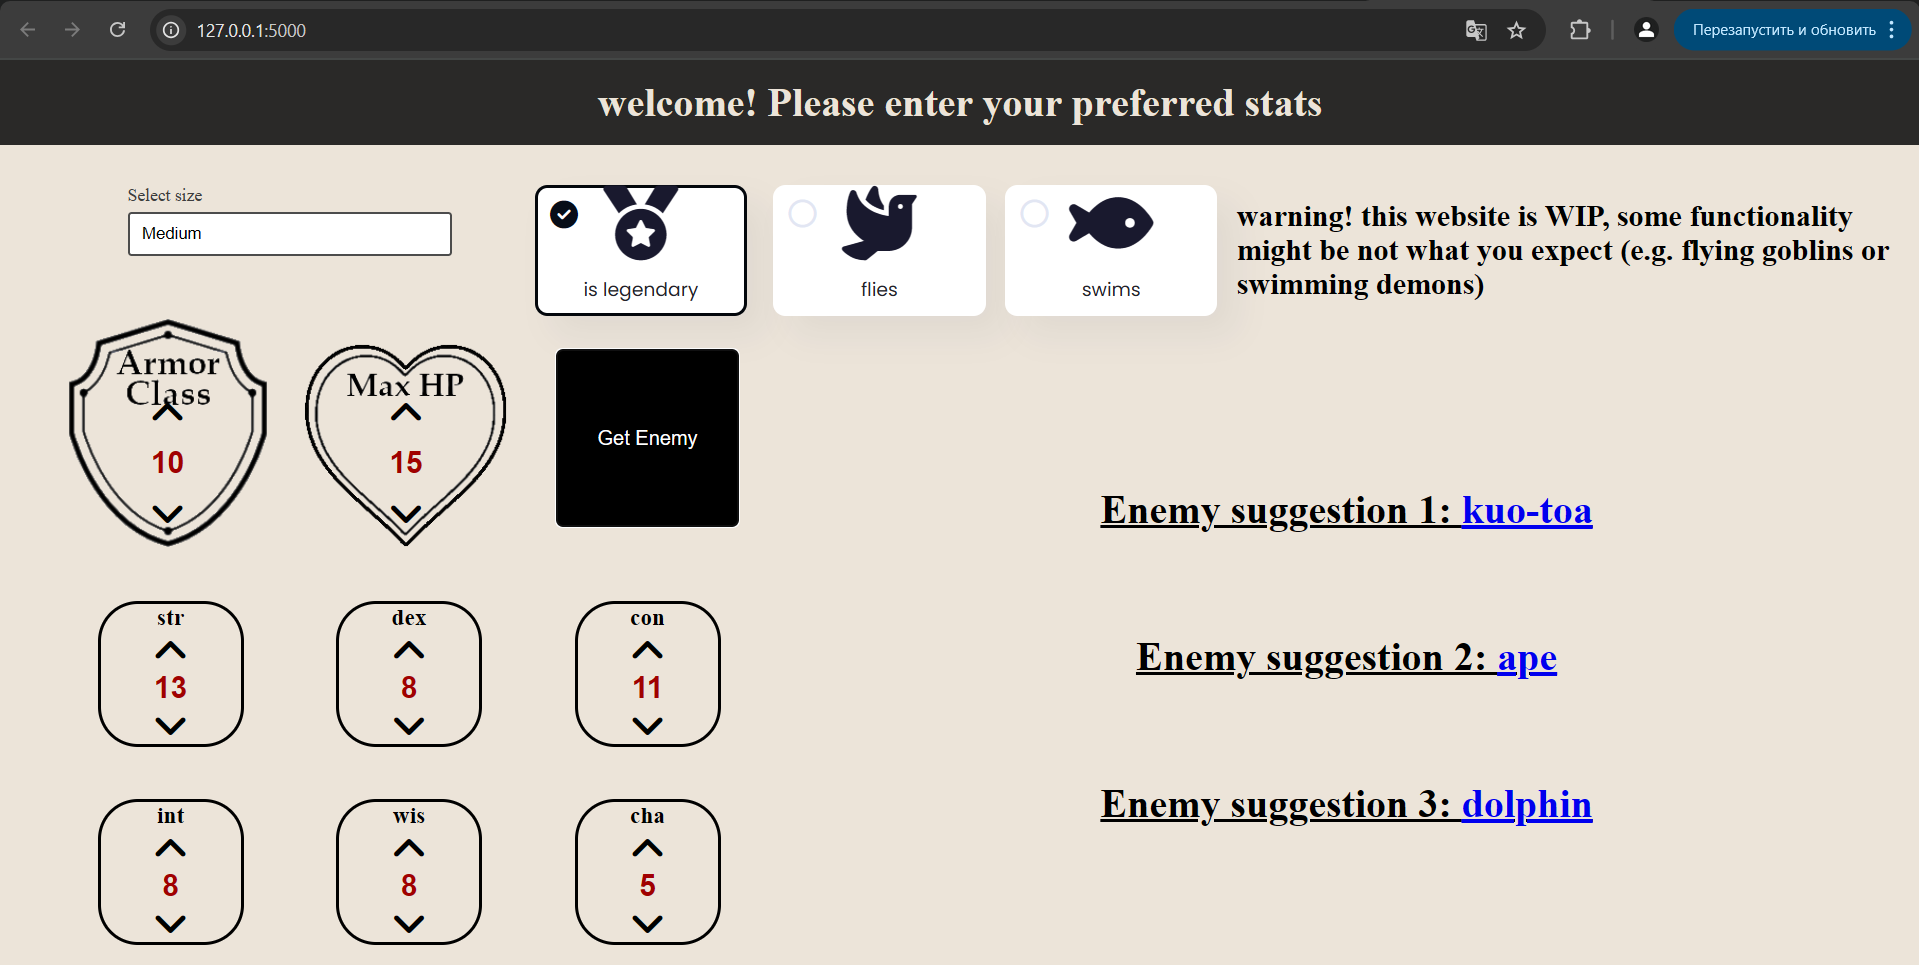 127.0.0.1:5000
Перезапустить и обновить
welcome! Please enter your preferred stats
Select size
Medium
is legendary
flies
swims
warning! this website is WIP, some functionality
might be not what you expect (e.g. flying goblins or
swimming demons)
Armor
Class
10
Max HP
15
Get Enemy
Enemy suggestion 1: kuo-toa
Enemy suggestion 2: ape
Enemy suggestion 3: dolphin
str
13
dex
8
con
11
int
8
wis
8
cha
5